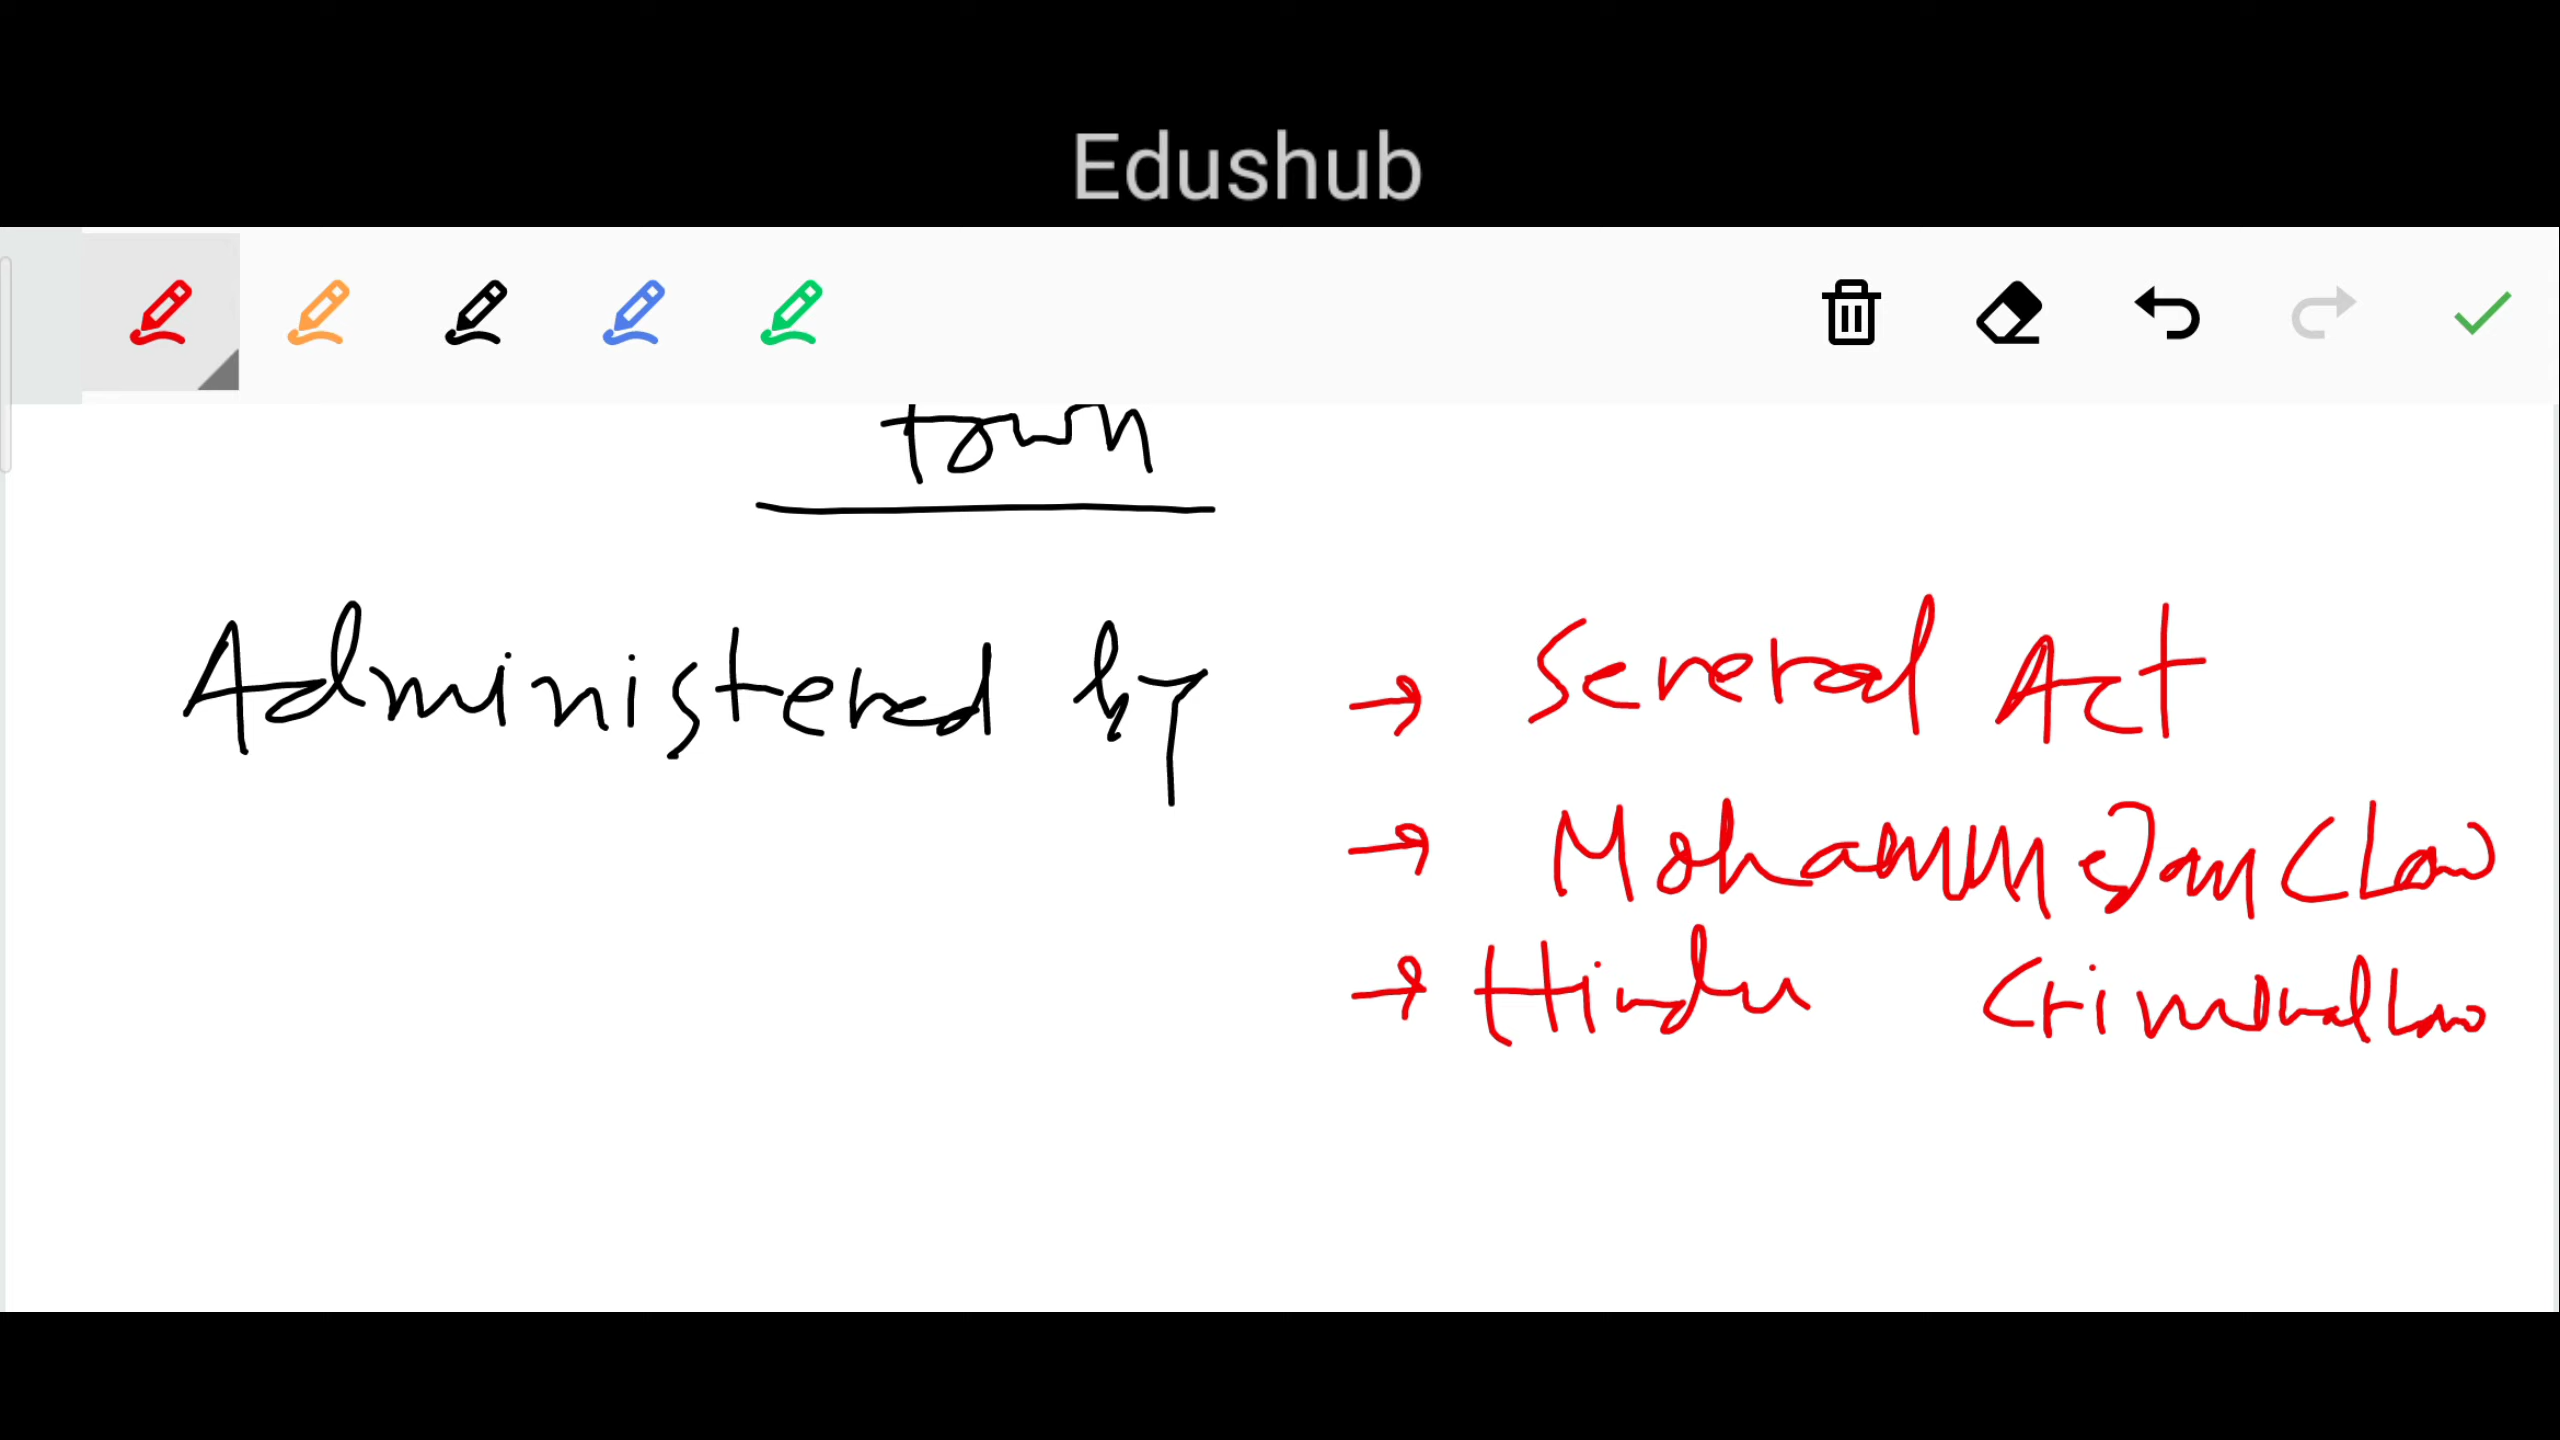 Edushub
town
Administered by → Several Act
→ Mohammedan C Law
→ Hindu Criminal Law